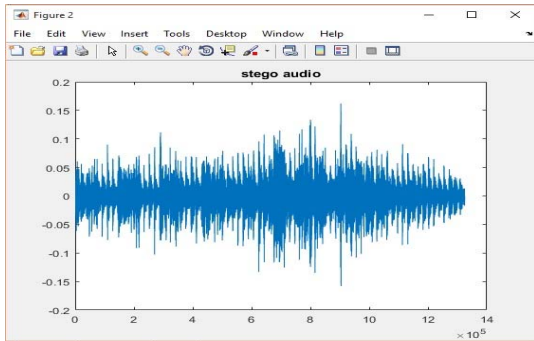 Figure 2
File Edit View Insert Tools Desktop Window Help
stego audio
0.2
0.15
0.1
0.05
0
-0.05
-0.1
-0.15
-0.2
0 2 4 6 8 10 12 14
× 10^5